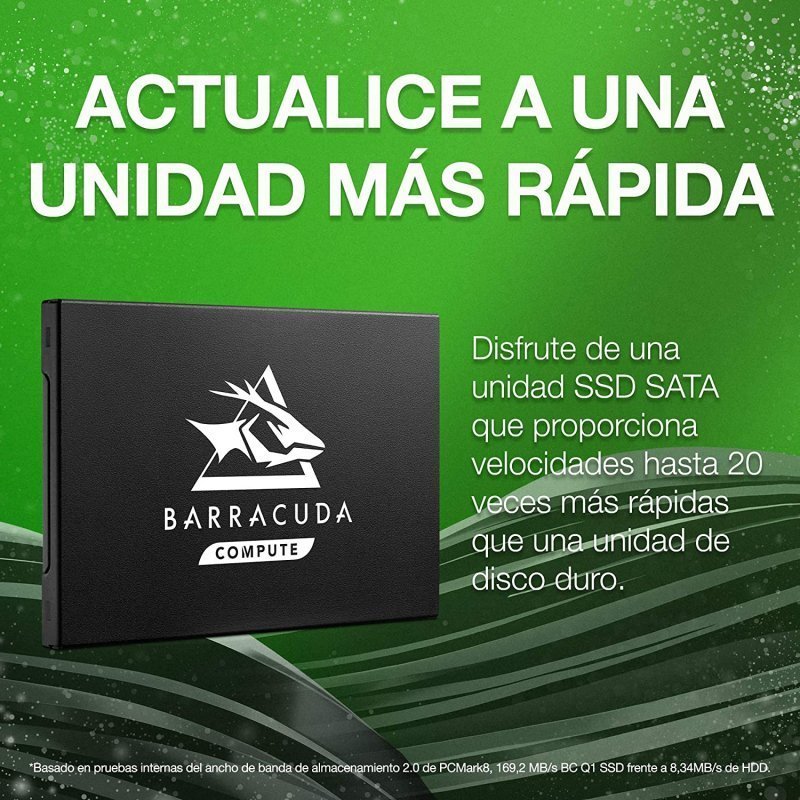 ACTUALICE A UNA
UNIDAD MÁS RÁPIDA
Disfrute de una
unidad SSD SATA
que proporciona
velocidades hasta 20
veces más rápidas
que una unidad de
disco duro.
BARRACUDA
COMPUTE
*Basado en pruebas internas del ancho de banda de almacenamiento 2.0 de PCMark8, 169,2 MB/s BC Q1 SSD frente a 8,34MB/s de HDD.